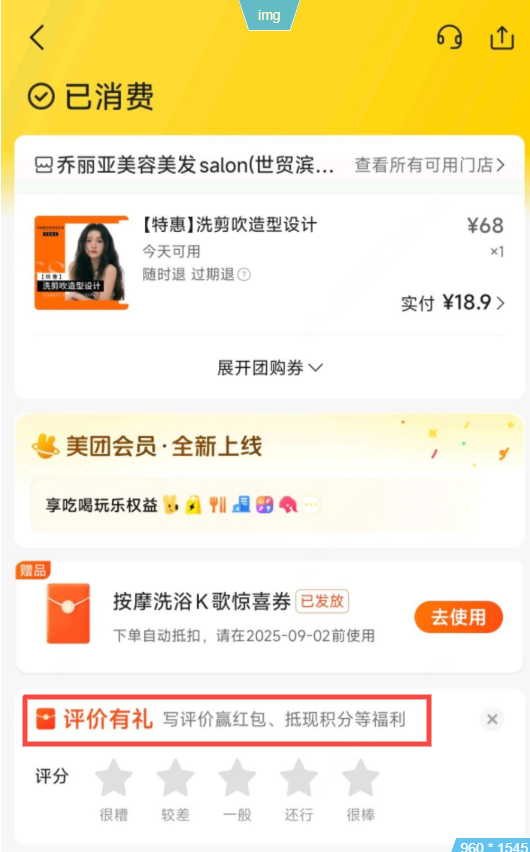 img
已消费
乔丽亚美容美发salon(世贸滨... 查看所有可用门店
【特惠】洗剪吹造型设计 ¥68
今天可用 ×1
随时退 过期退
【特惠】
洗剪吹造型设计
实付 ¥18.9
展开团购券
美团会员·全新上线
享吃喝玩乐权益
赠品
按摩洗浴K歌惊喜券 已发放
去使用
下单自动抵扣，请在2025-09-02前使用
评价有礼 写评价赢红包、抵现积分等福利
评分
很糟 较差 一般 还行 很棒
960 * 1545